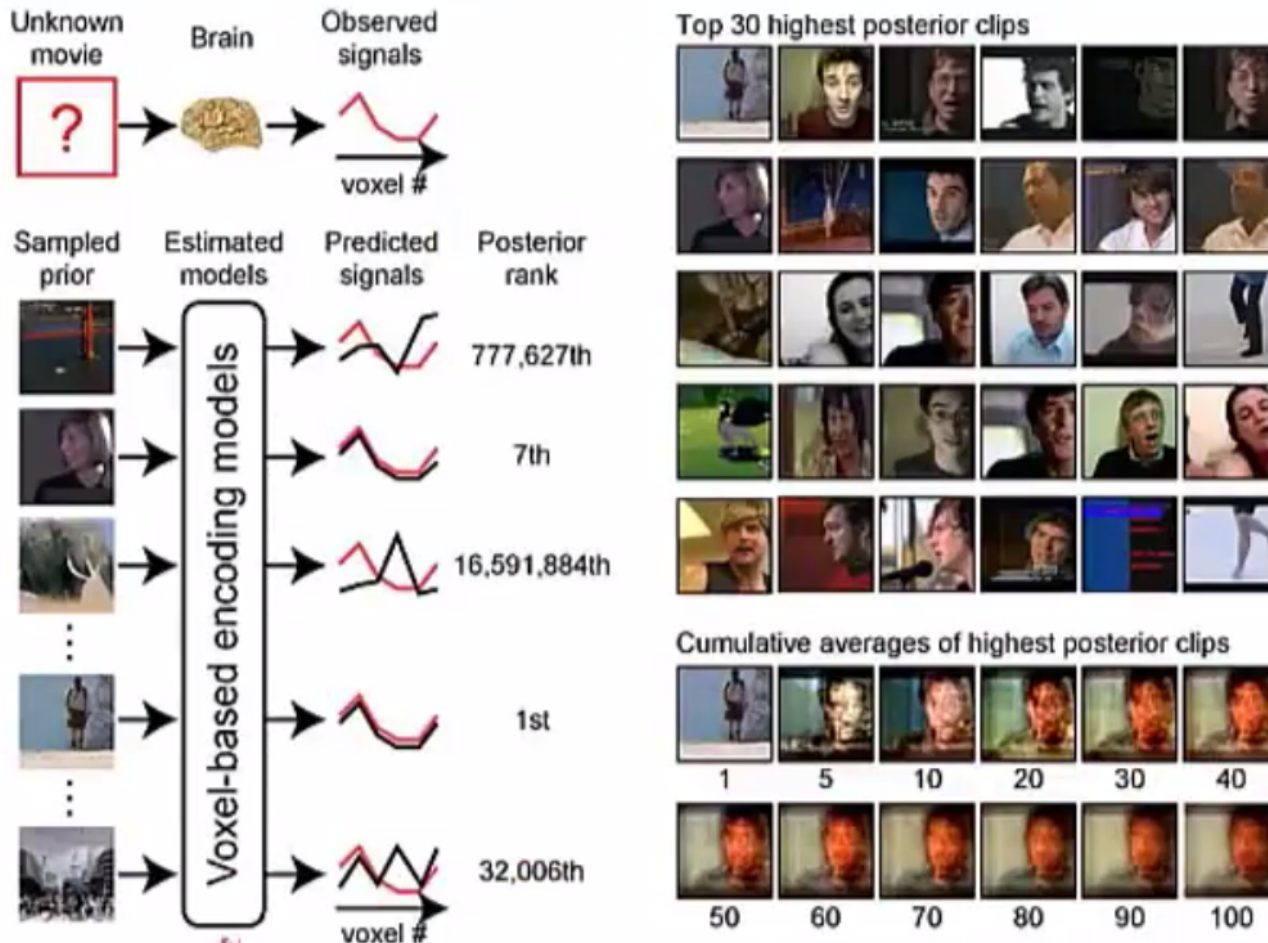 Unknown
movie
Brain
Observed
signals
?
voxel #
Sampled
prior
Estimated
models
Predicted
signals
Posterior
rank
Voxel-based encoding models
777,627th
7th
16,591,884th
1st
32,006th
voxel #
Top 30 highest posterior clips
Cumulative averages of highest posterior clips
1 5 10 20 30 40
50 60 70 80 90 100